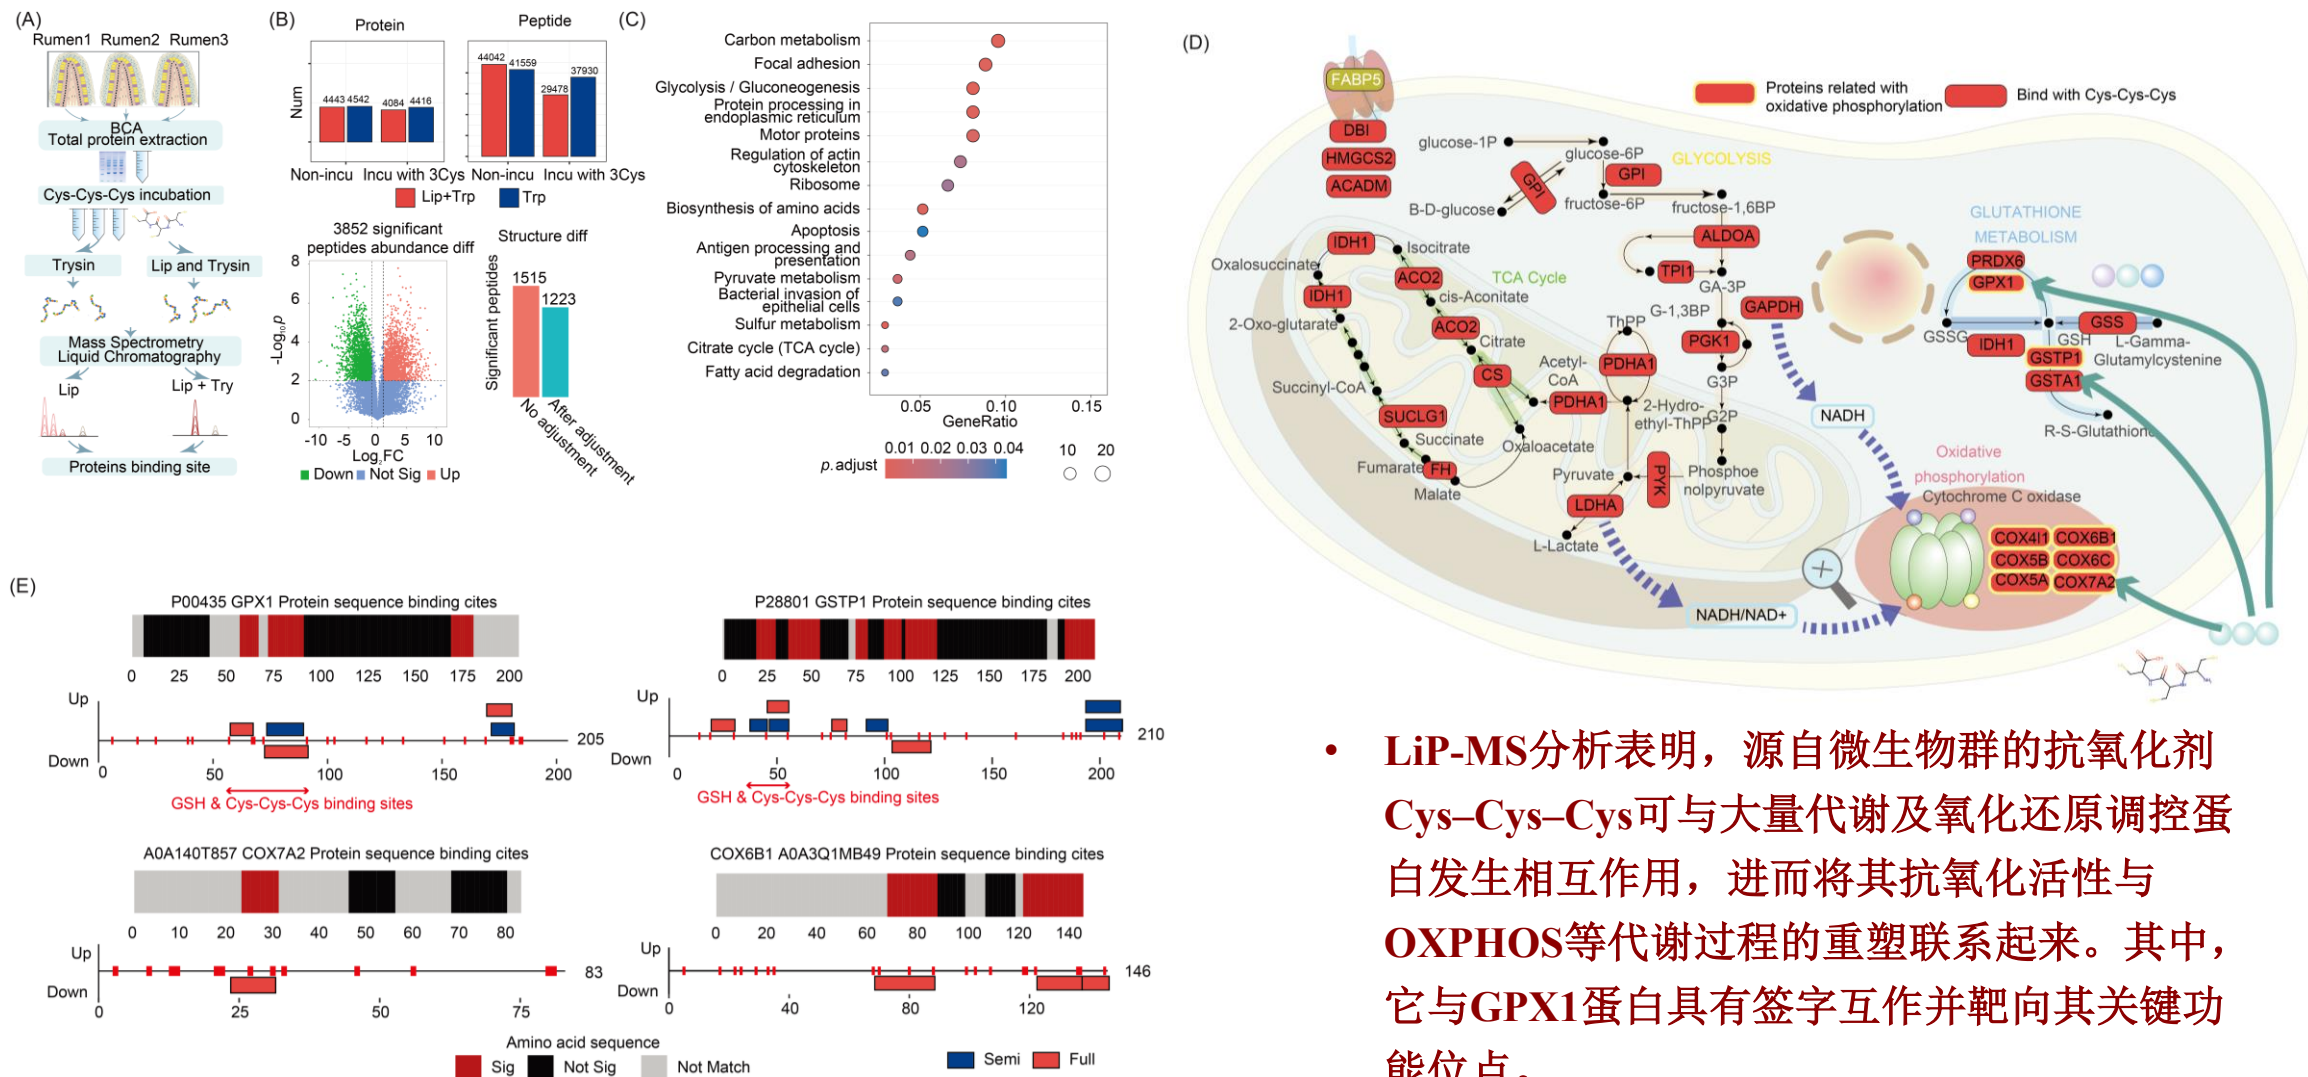 (A)
Rumen1 Rumen2 Rumen3
BCA
Total protein extraction
Cys-Cys-Cys incubation
Trysin
Lip and Trysin
Mass Spectrometry
Liquid Chromatography
Lip
Lip + Try
Proteins binding site
(B)
Protein
Peptide
Num
4443 4542 4084 4416
44042 41559 29478 37930
Non-incu Incu with 3Cys Non-incu Incu with 3Cys
Lip+Trp Trp
3852 significant
peptides abundance diff
-Log₁₀p
8
6
4
2
0
-10 -5 0 5 10
Log₂FC
Down Not Sig Up
Structure diff
Significant peptides
1515
1223
No adjustment
After adjustment
(C)
Carbon metabolism
Focal adhesion
Glycolysis / Gluconeogenesis
Protein processing in
endoplasmic reticulum
Motor proteins
Regulation of actin
cytoskeleton
Ribosome
Biosynthesis of amino acids
Apoptosis
Antigen processing and
presentation
Pyruvate metabolism
Bacterial invasion of
epithelial cells
Sulfur metabolism
Citrate cycle (TCA cycle)
Fatty acid degradation
0.05 0.10 0.15
GeneRatio
0.01 0.02 0.03 0.04
p.adjust
10 20
(D)
FABP5
DBI
HMGCS2
ACADM
Proteins related with
oxidative phosphorylation
Bind with Cys-Cys-Cys
glucose-1P
glucose-6P
GLYCOLYSIS
GPI
GPI
B-D-glucose
fructose-6P
fructose-1,6BP
ALDOA
TPI1
GA-3P
G-1,3BP
GAPDH
PGK1
G3P
G2P
Phosphoe
nolpyruvate
PYK
Pyruvate
LDHA
L-Lactate
ThPP
PDHA1
2-Hydro-
ethyl-ThPP
PDHA1
Acetyl-
CoA
TCA Cycle
IDH1
Isocitrate
Oxalosuccinate
ACO2
cis-Aconitate
IDH1
2-Oxo-glutarate
ACO2
Citrate
CS
Succinyl-CoA
SUCLG1
Succinate
Oxaloacetate
Fumarate
FH
Malate
GLUTATHIONE
METABOLISM
PRDX6
GPX1
GSSG
IDH1
GSH
GSS
L-Gamma-
Glutamylcystenine
GSTP1
GSTA1
R-S-Glutathione
NADH
NADH/NAD+
Oxidative
phosphorylation
Cytochrome C oxidase
COX4I1 COX6B1
COX5B COX6C
COX5A COX7A2
(E)
P00435 GPX1 Protein sequence binding cites
0 25 50 75 100 125 150 175 200
Up
205
Down
0 50 100 150 200
GSH & Cys-Cys-Cys binding sites
P28801 GSTP1 Protein sequence binding cites
0 25 50 75 100 125 150 175 200
Up
210
Down
0 50 100 150 200
GSH & Cys-Cys-Cys binding sites
A0A140T857 COX7A2 Protein sequence binding cites
0 10 20 30 40 50 60 70 80
Up
83
Down
0 25 50 75
COX6B1 A0A3Q1MB49 Protein sequence binding cites
0 20 40 60 80 100 120 140
Up
146
Down
0 40 80 120
Amino acid sequence
Sig Not Sig Not Match
Semi Full
• LiP-MS分析表明，源自微生物群的抗氧化剂
Cys–Cys–Cys可与大量代谢及氧化还原调控蛋
白发生相互作用，进而将其抗氧化活性与
OXPHOS等代谢过程的重塑联系起来。其中，
它与GPX1蛋白具有签字互作并靶向其关键功
能位点。